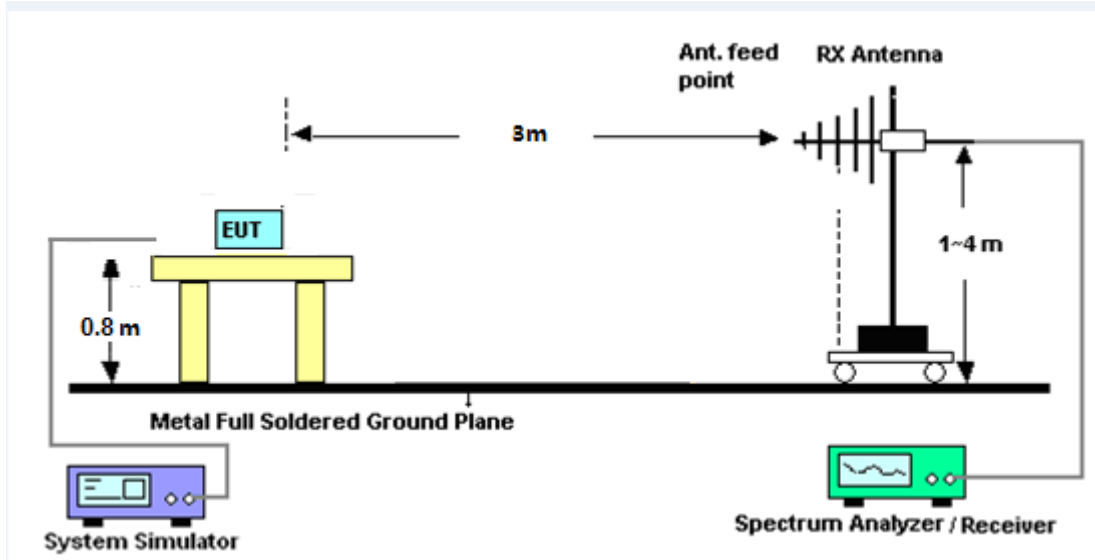 Ant. feed
point
RX Antenna
3m
EUT
1~4 m
0.8 m
Metal Full Soldered Ground Plane
System Simulator
Spectrum Analyzer / Receiver